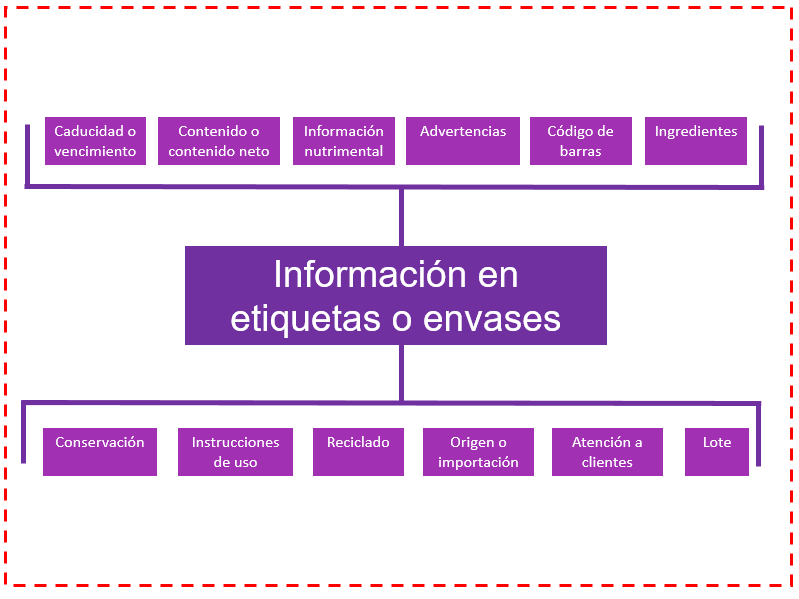 Caducidad o
vencimiento
Contenido o
contenido neto
Información
nutrimental
Advertencias
Código de
barras
Ingredientes
Información en
etiquetas o envases
Conservación
Instrucciones
de uso
Reciclado
Origen o
importación
Atención a
clientes
Lote